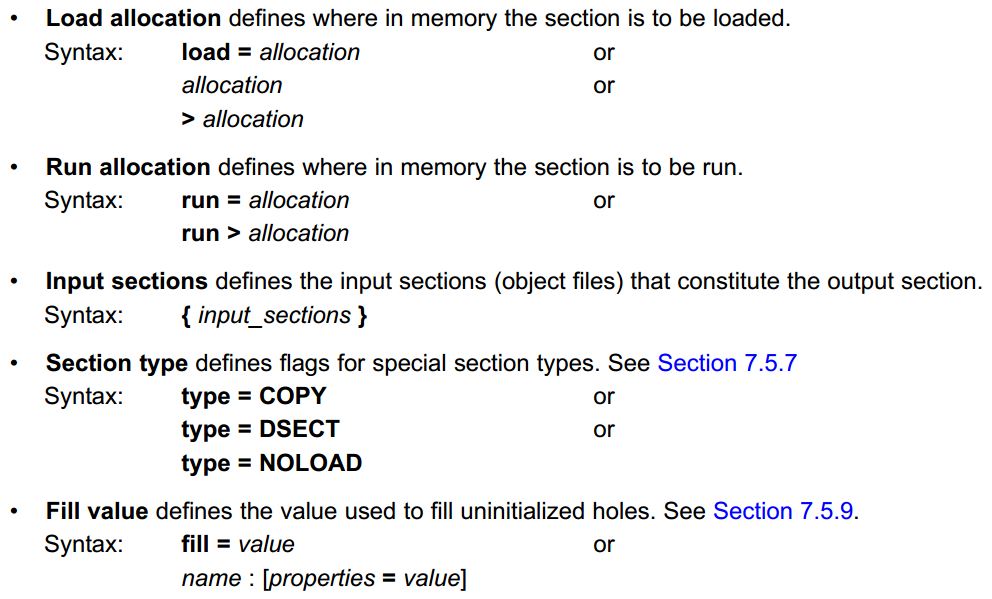 • Load allocation defines where in memory the section is to be loaded.
Syntax: load = allocation or
allocation or
> allocation
• Run allocation defines where in memory the section is to be run.
Syntax: run = allocation or
run > allocation
• Input sections defines the input sections (object files) that constitute the output section.
Syntax: { input_sections }
• Section type defines flags for special section types. See Section 7.5.7
Syntax: type = COPY or
type = DSECT or
type = NOLOAD
• Fill value defines the value used to fill uninitialized holes. See Section 7.5.9.
Syntax: fill = value or
name : [properties = value]